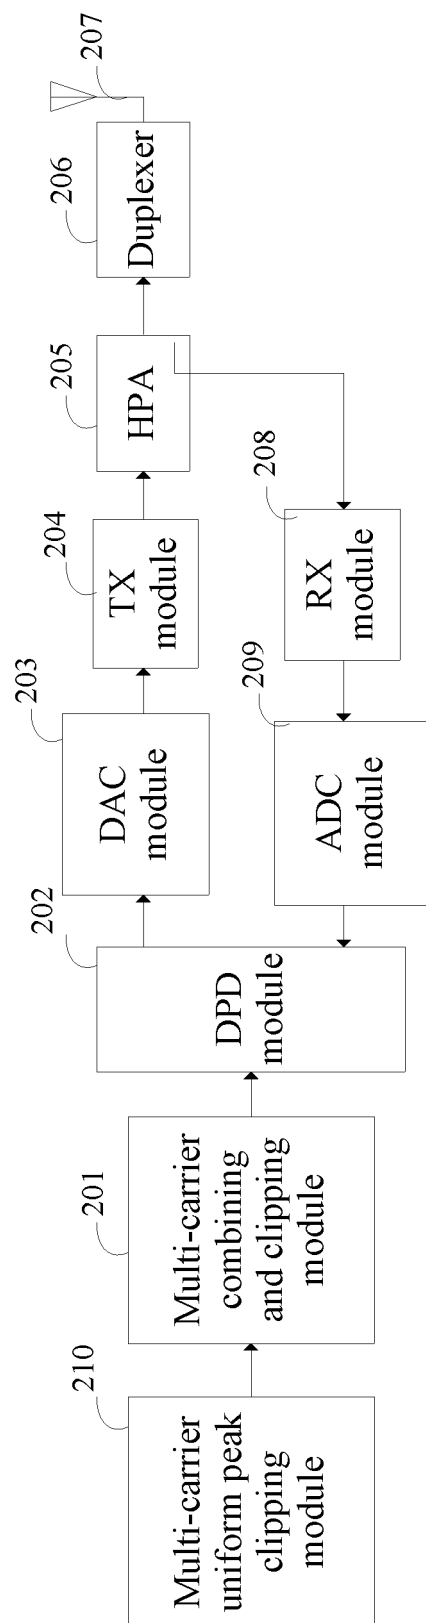 210
Multi-carrier
uniform peak
clipping
module
201
Multi-carrier
combining
and clipping
module
202
DPD
module
203
DAC
module
204
TX
module
205
HPA
206
Duplexer
207
208
RX
module
209
ADC
module